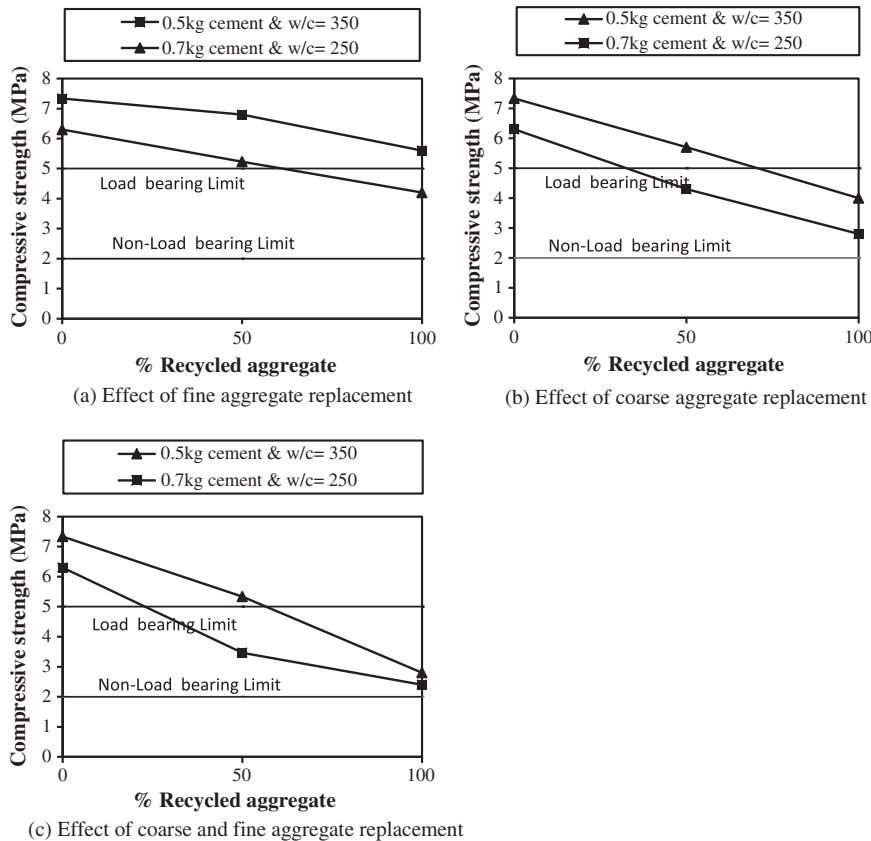 0.5kg cement & w/c= 350
0.7kg cement & w/c= 250
Compressive strength (MPa)
8
7
6
5
4
3
2
1
0
Load bearing Limit
Non-Load bearing Limit
0 50 100
% Recycled aggregate
(a) Effect of fine aggregate replacement
0.5kg cement & w/c= 350
0.7kg cement & w/c= 250
Compressive strength (MPa)
8
7
6
5
4
3
2
1
0
Load bearing Limit
Non-Load bearing Limit
0 50 100
% Recycled aggregate
(b) Effect of coarse aggregate replacement
0.5kg cement & w/c= 350
0.7kg cement & w/c= 250
Compressive strength (MPa)
8
7
6
5
4
3
2
1
0
Load bearing Limit
Non-Load bearing Limit
0 50 100
% Recycled aggregate
(c) Effect of coarse and fine aggregate replacement